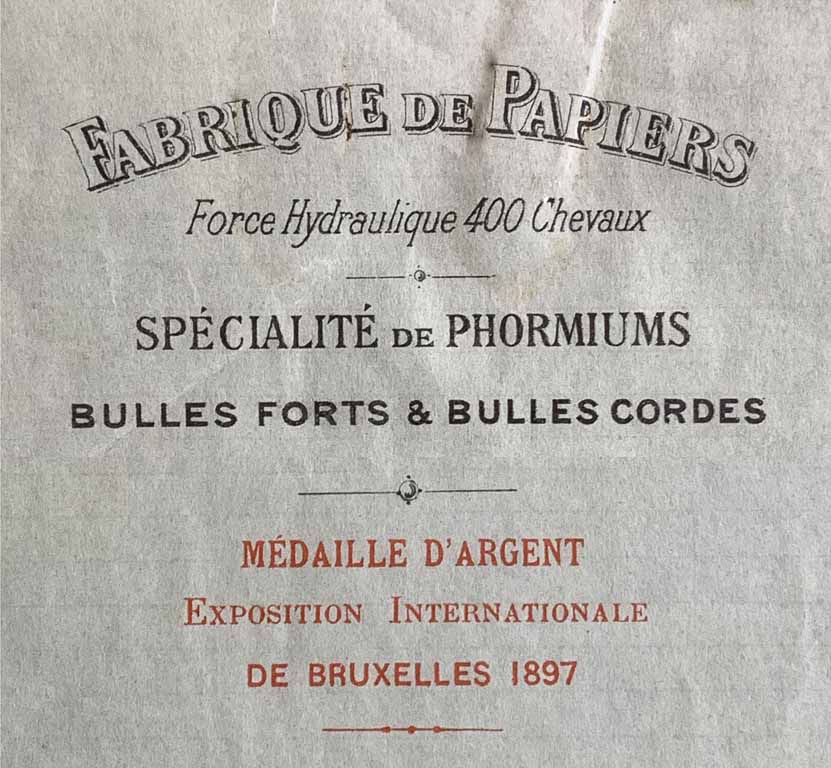 FABRIQUE DE PAPIERS
Force Hydraulique 400 Chevaux
SPÉCIALITÉ DE PHORMIUMS
BULLES FORTS & BULLES CORDES
MÉDAILLE D'ARGENT
EXPOSITION INTERNATIONALE
DE BRUXELLES 1897